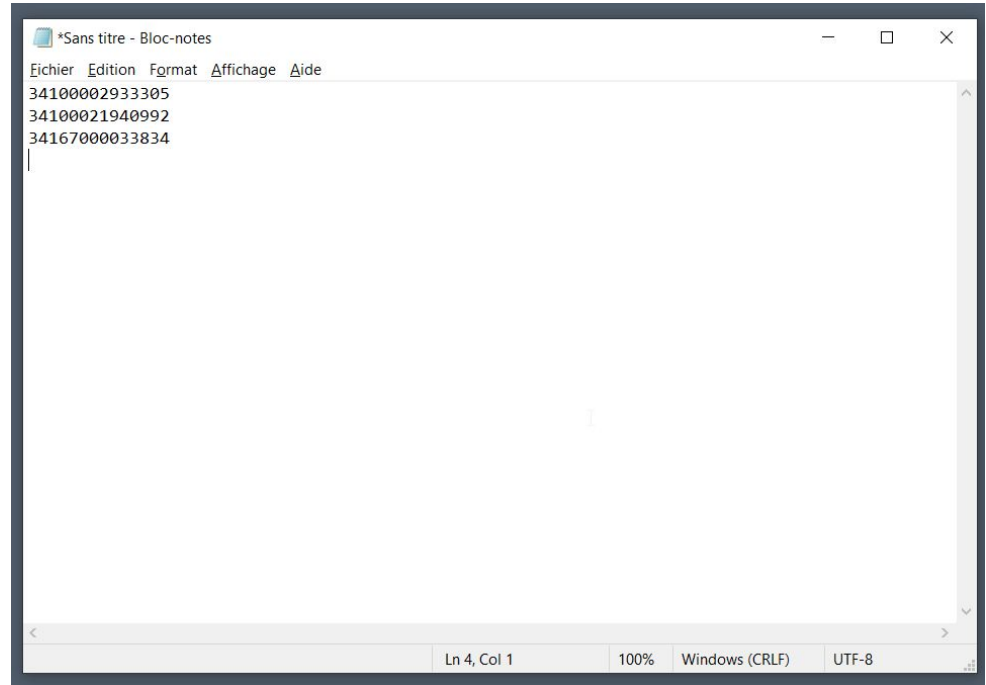 *Sans titre - Bloc-notes
Fichier Edition Format Affichage Aide
34100002933305
34100021940992
34167000033834
Ln 4, Col 1 100% Windows (CRLF) UTF-8